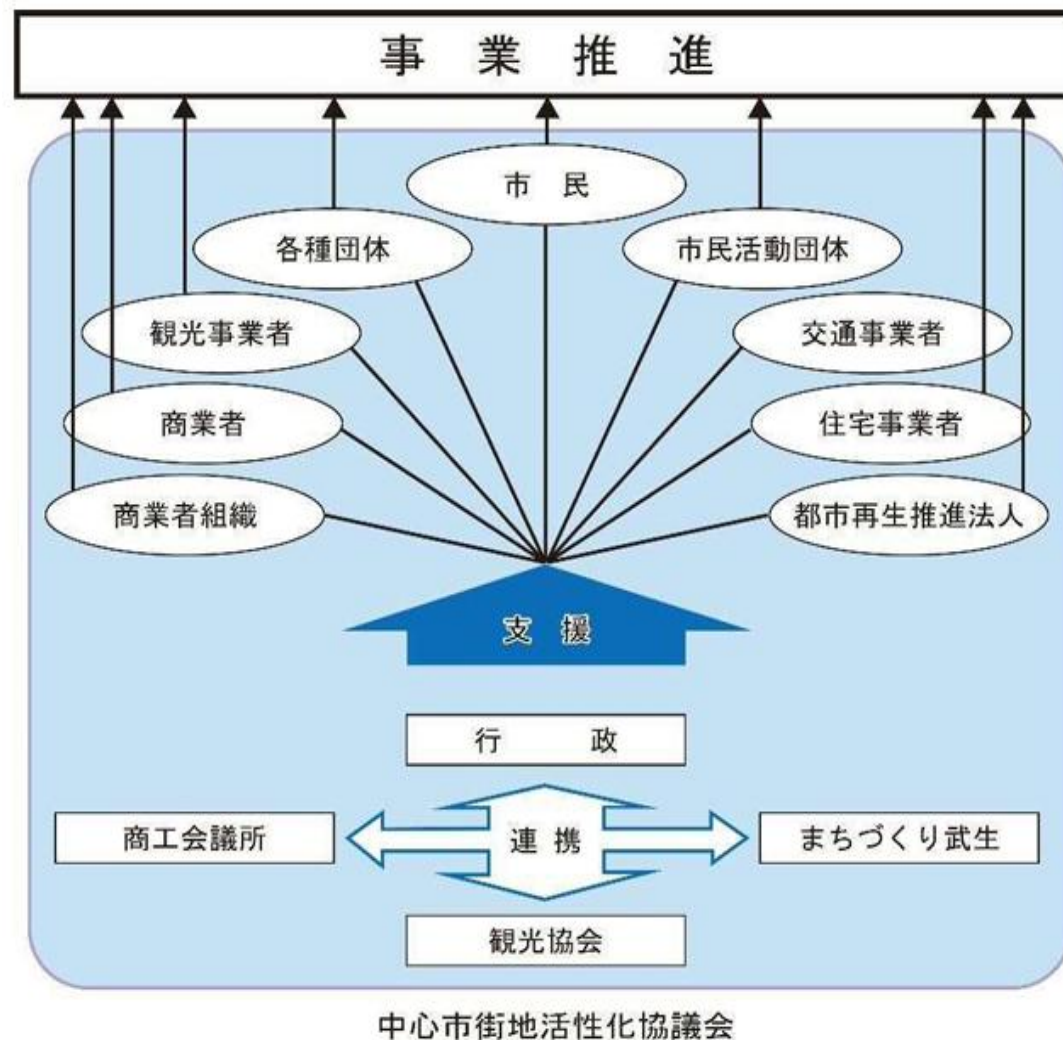 事業推進
市民
各種団体
市民活動団体
観光事業者
交通事業者
商業者
住宅事業者
商業者組織
都市再生推進法人
支援
行政
商工会議所
連携
まちづくり武生
観光協会
中心市街地活性化協議会